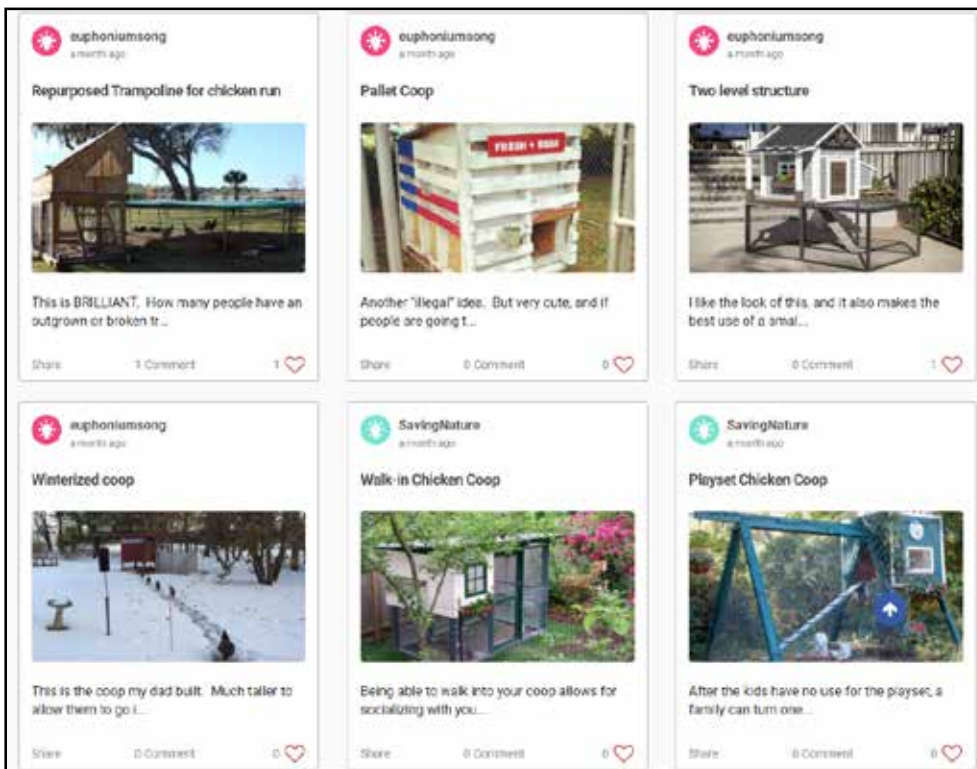 euphoniumsong
a month ago
Repurposed Trampoline for chicken run
This is BRILLIANT. How many people have an
outgrown or broken tr...
Share 1 Comment 1
euphoniumsong
a month ago
Pallet Coop
FRESH
Another "illegal" idea. But very cute, and if
people are going t...
Share 0 Comment 0
euphoniumsong
a month ago
Two level structure
I like the look of this, and it also makes the
best use of a smal...
Share 0 Comment 1
euphoniumsong
a month ago
Winterized coop
This is the coop my dad built. Much taller to
allow them to go i...
Share 0 Comment 0
SavingNature
a month ago
Walk-in Chicken Coop
Being able to walk into your coop allows for
socializing with you...
Share 0 Comment 0
SavingNature
a month ago
Playset Chicken Coop
After the kids have no use for the playset, a
family can turn one...
Share 0 Comment 0